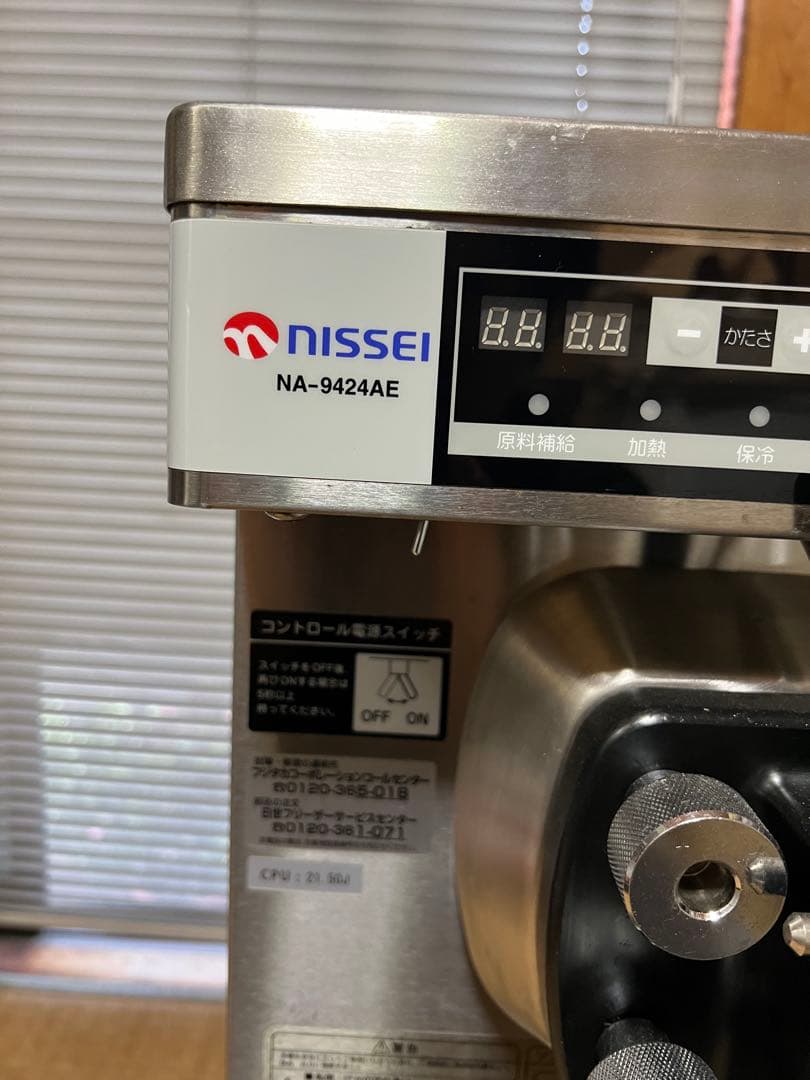 NISSEI
NA-9424AE
かたさ
原料補給 加熱 保冷
コントロール電源スイッチ
スイッチをOFF後
再びONする場合は
5秒以上
待ってください。
OFF ON
フジタカコーポレーションコールセンター
0120-365-018
日世フリーザーサービスセンター
0120-361-071
CPU : 21.50J
警告